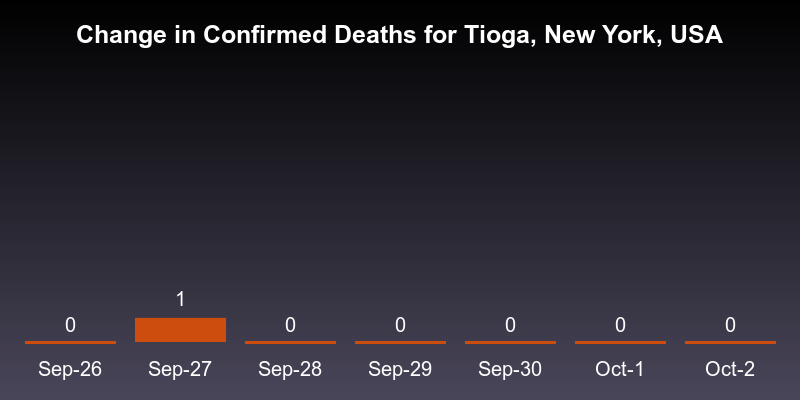 Change in Confirmed Deaths for Tioga, New York, USA
1
0 0 0 0 0 0
Sep-26 Sep-27 Sep-28 Sep-29 Sep-30 Oct-1 Oct-2